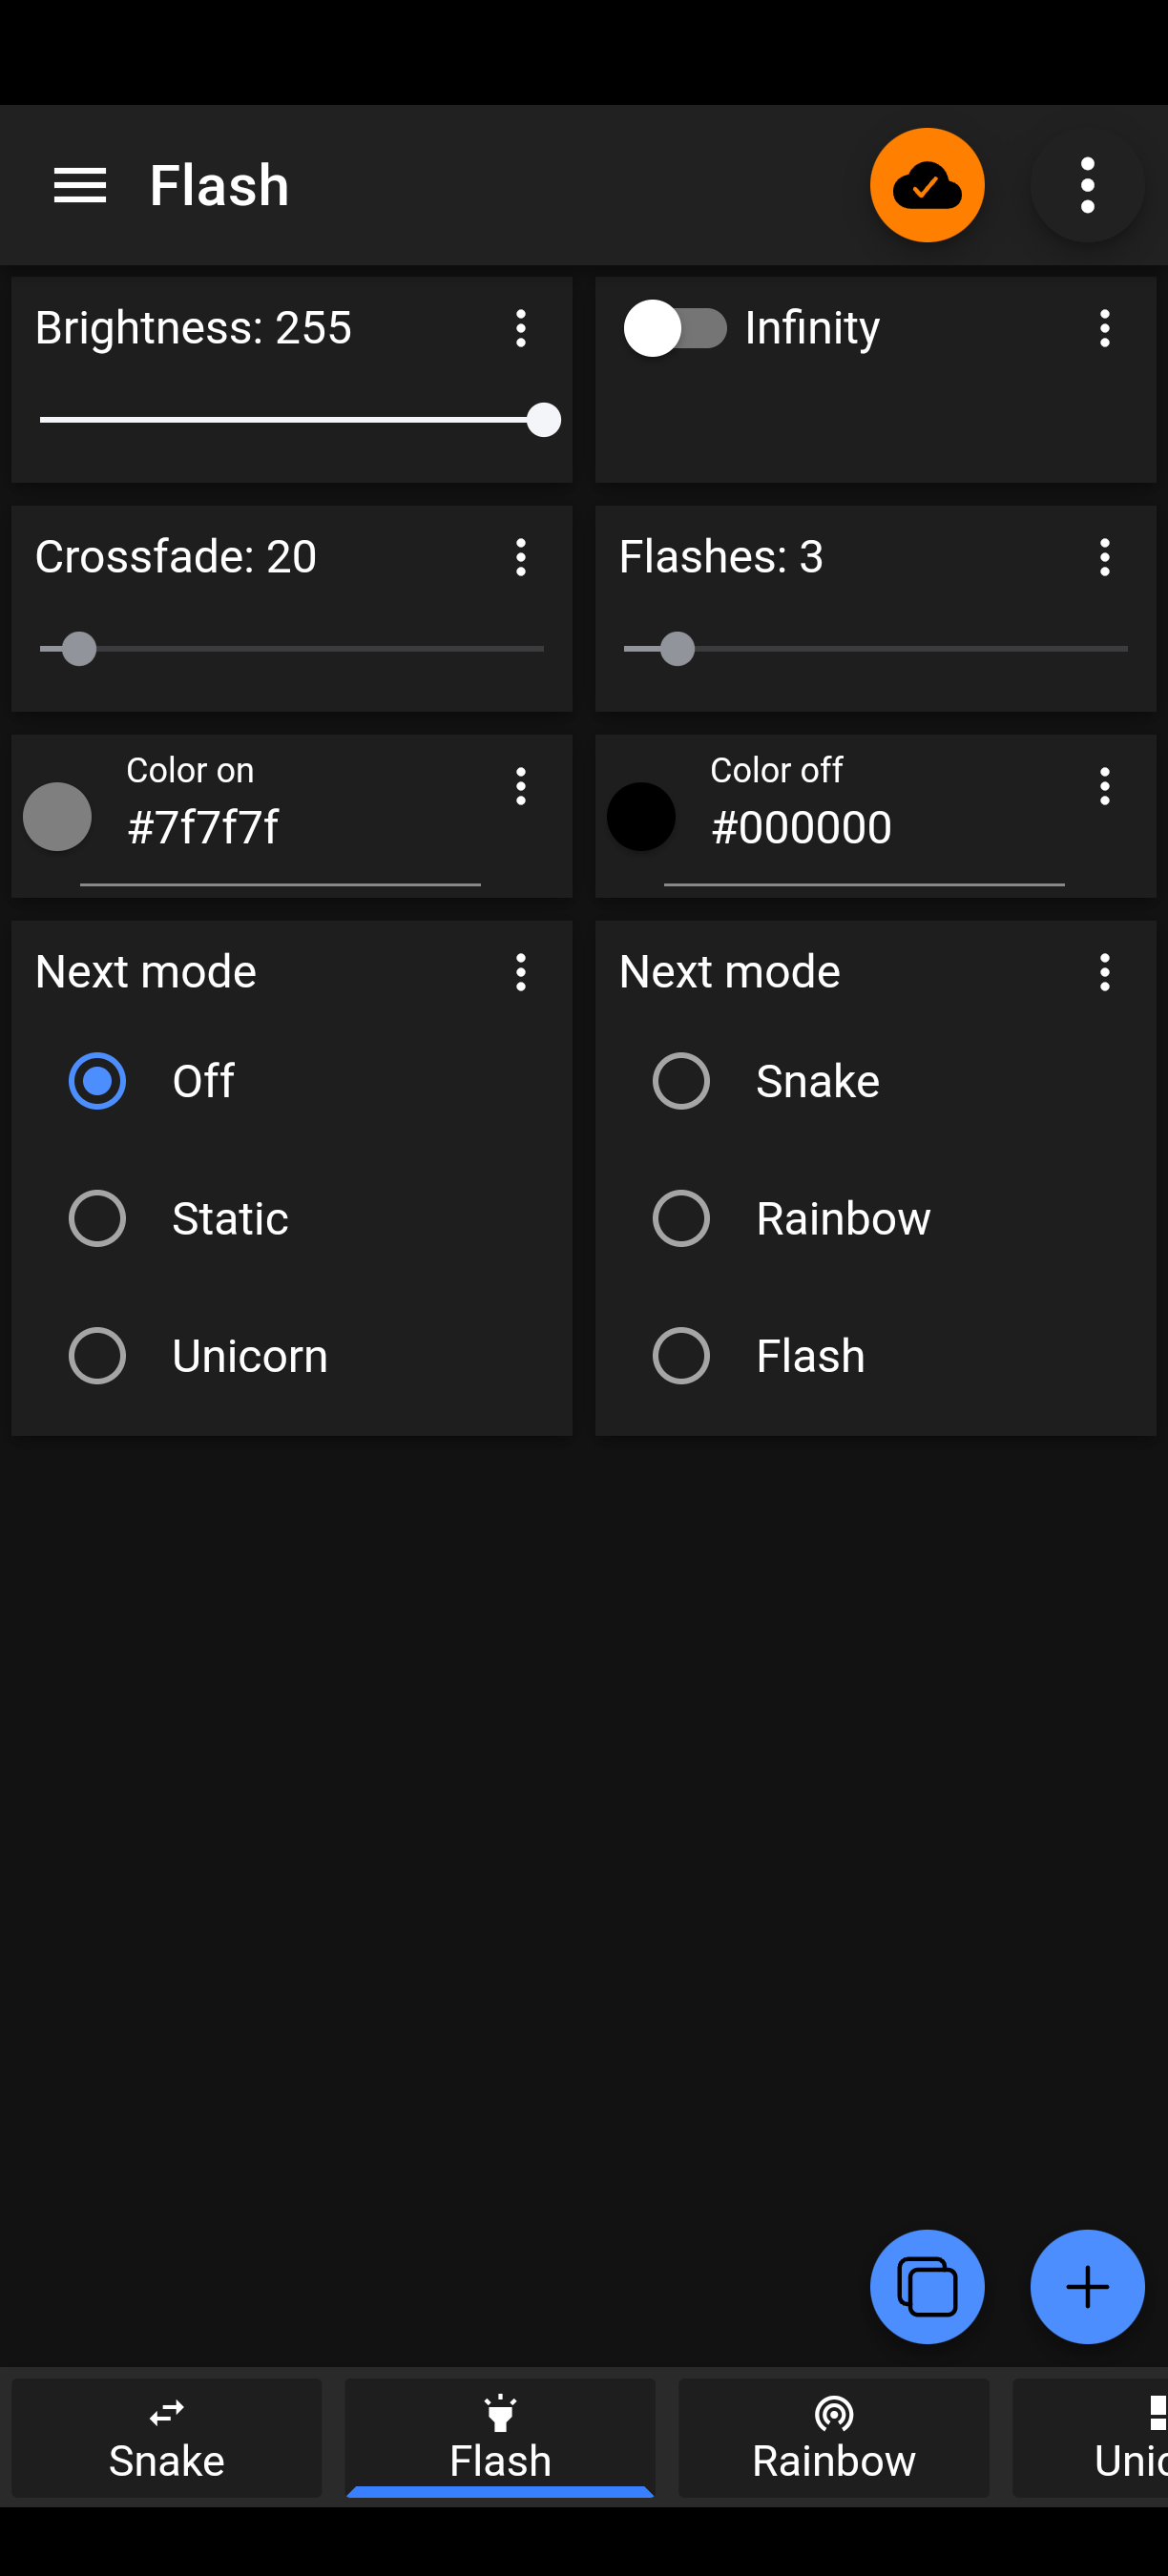 Flash
Brightness: 255
Infinity
Crossfade: 20
Flashes: 3
Color on
#7f7f7f
Color off
#000000
Next mode
Off
Static
Unicorn
Next mode
Snake
Rainbow
Flash
Snake
Flash
Rainbow
Unic